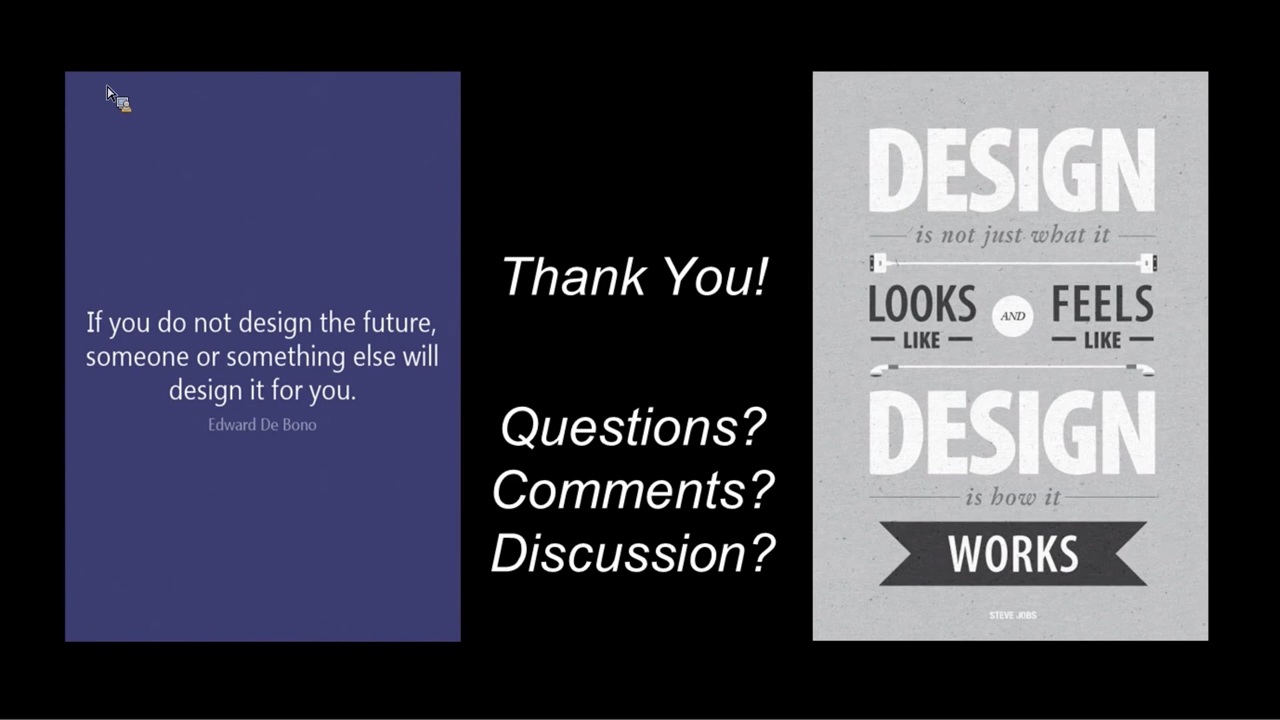 If you do not design the future,
someone or something else will
design it for you.
Edward De Bono
Thank You!
Questions?
Comments?
Discussion?
DESIGN
is not just what it
LOOKS AND FEELS
LIKE LIKE
DESIGN
is how it
WORKS
STEVE JOBS